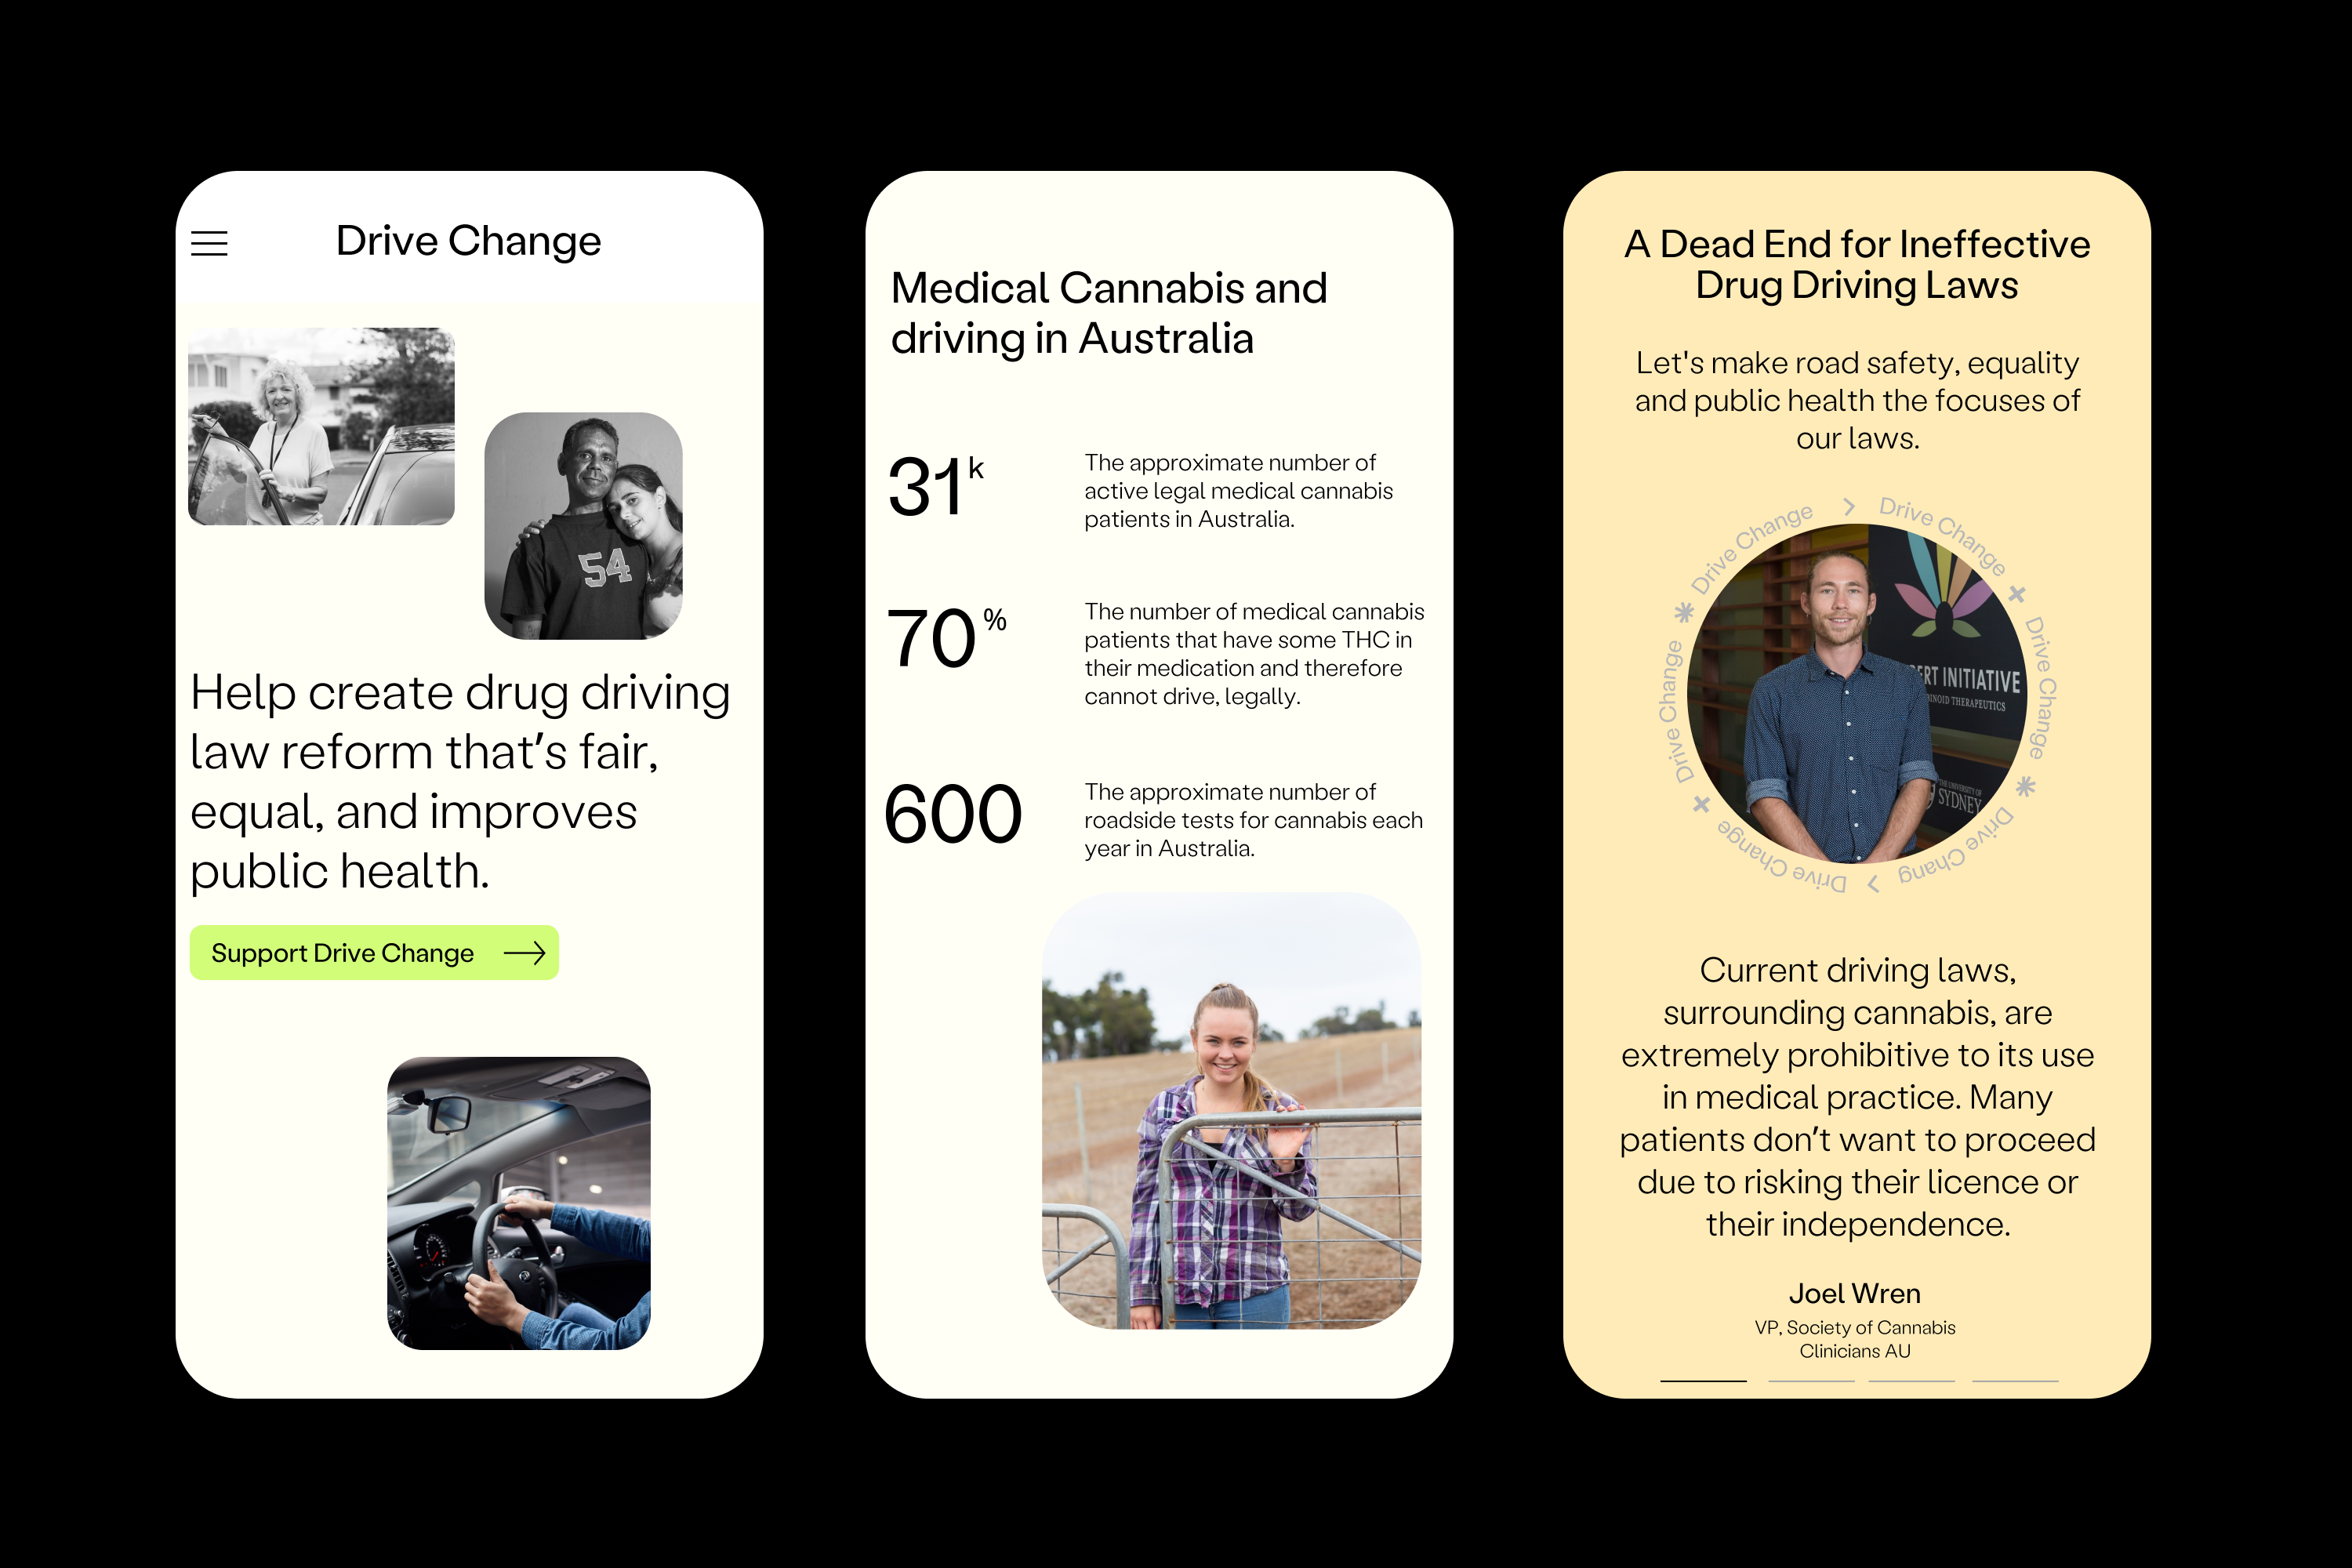 Drive Change
54
Help create drug driving
law reform that’s fair,
equal, and improves
public health.
Support Drive Change
Medical Cannabis and
driving in Australia
31k
The approximate number of
active legal medical cannabis
patients in Australia.
70%
The number of medical cannabis
patients that have some THC in
their medication and therefore
cannot drive, legally.
600
The approximate number of
roadside tests for cannabis each
year in Australia.
A Dead End for Ineffective
Drug Driving Laws
Let's make road safety, equality
and public health the focuses of
our laws.
Drive Change
Drive Change
Drive Change
Drive Chang
Drive Change
Drive Change
BERT INITIATIVE
BINOID THERAPEUTICS
THE UNIVERSITY OF
SYDNEY
Current driving laws,
surrounding cannabis, are
extremely prohibitive to its use
in medical practice. Many
patients don’t want to proceed
due to risking their licence or
their independence.
Joel Wren
VP, Society of Cannabis
Clinicians AU